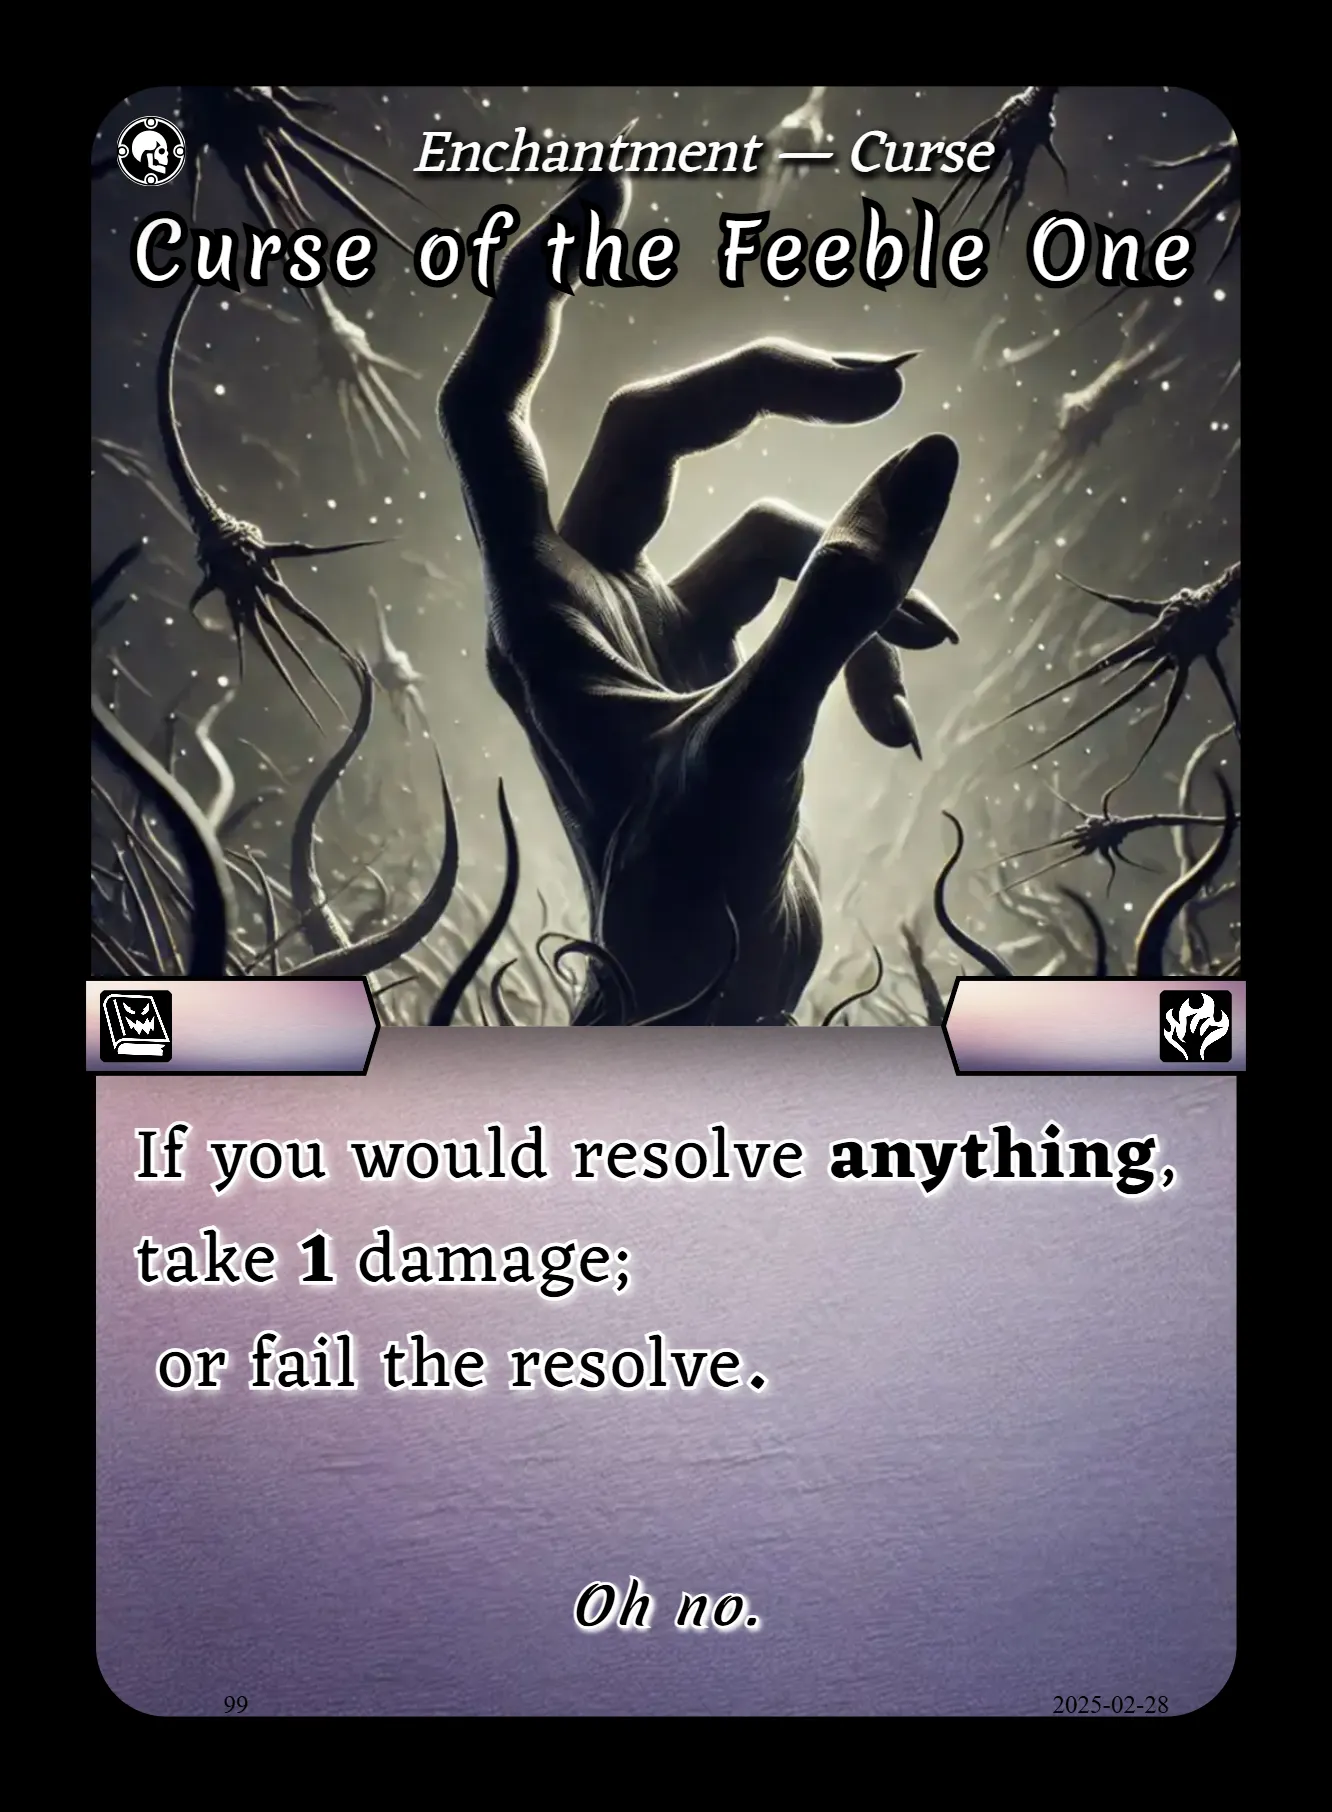 Enchantment — Curse
Curse of the Feeble One
If you would resolve anything,
take 1 damage;
or fail the resolve.
Oh no.
99
2025-02-28